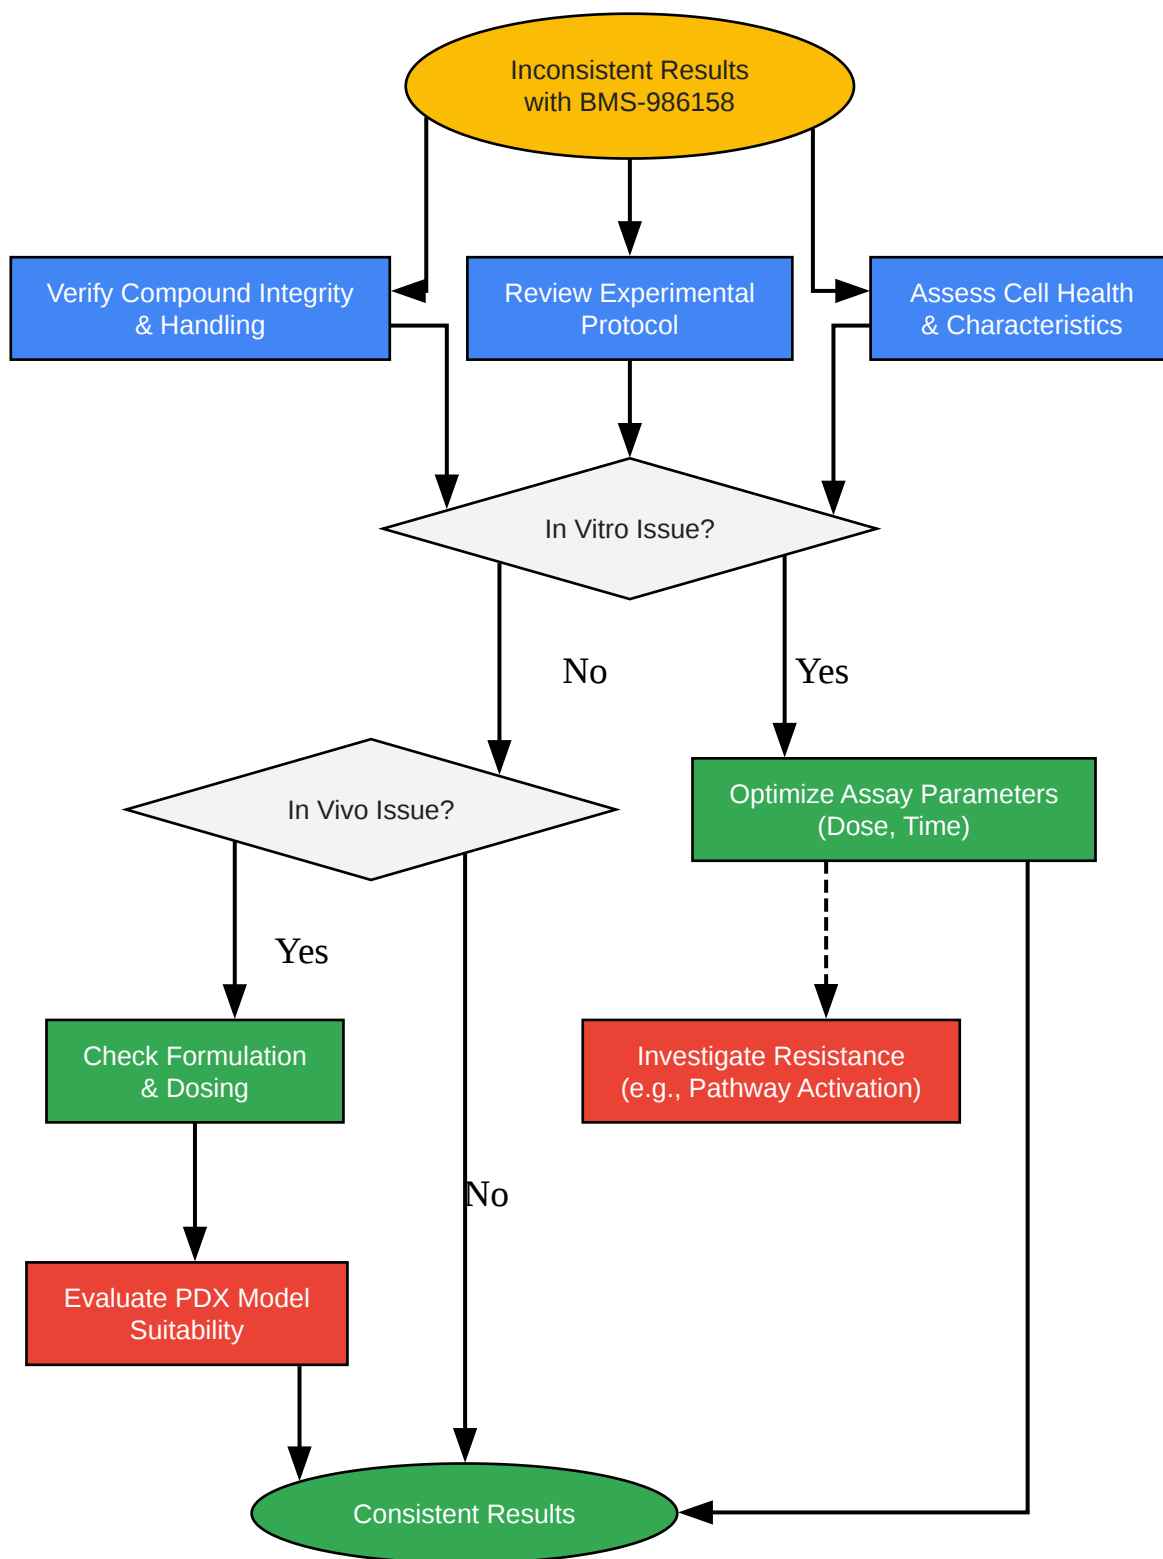 Inconsistent Results
with BMS-986158
Verify Compound Integrity
& Handling
Review Experimental
Protocol
Assess Cell Health
& Characteristics
In Vitro Issue?
No
Yes
In Vivo Issue?
Optimize Assay Parameters
(Dose, Time)
Yes
Check Formulation
& Dosing
Investigate Resistance
(e.g., Pathway Activation)
No
Evaluate PDX Model
Suitability
Consistent Results